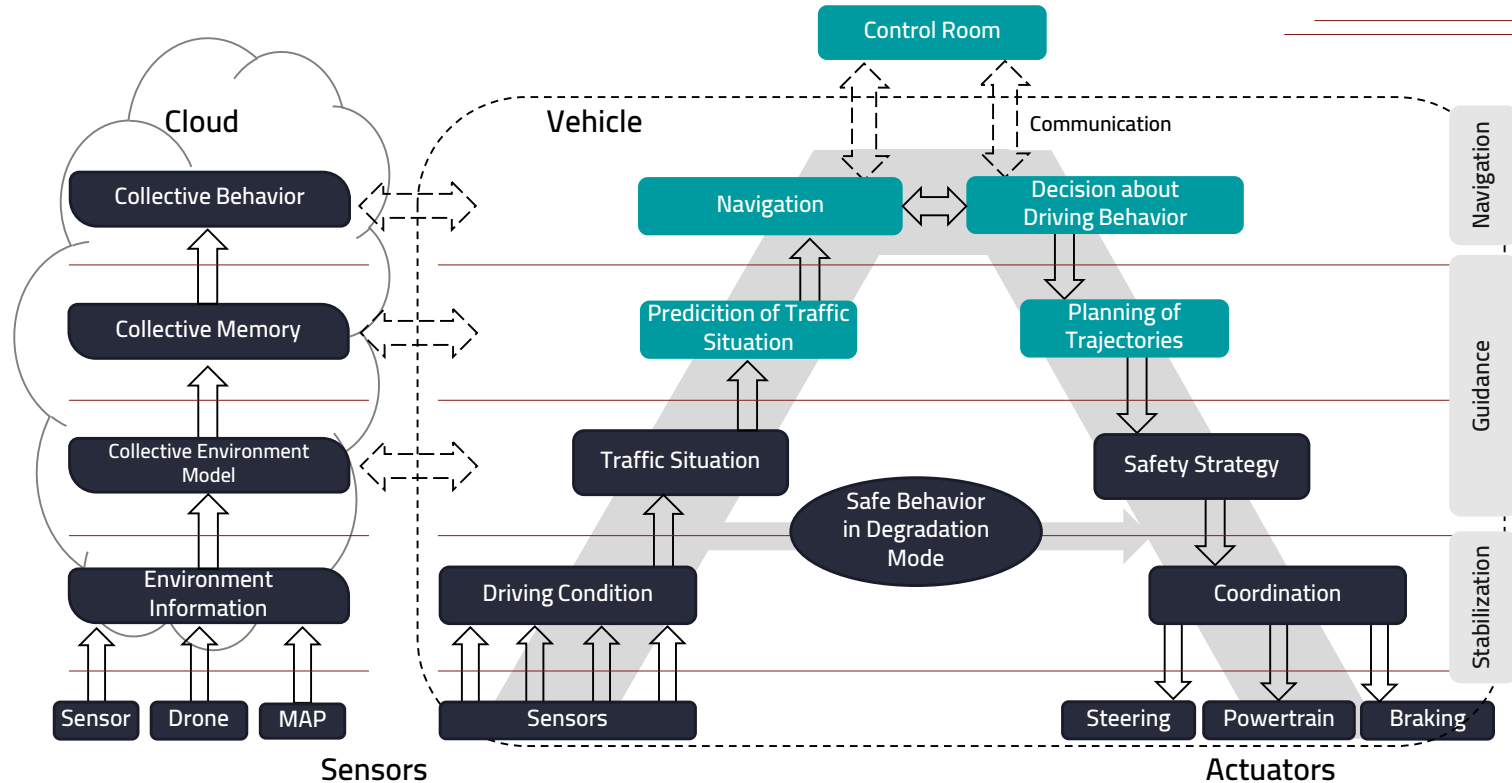 Control Room
Cloud
Vehicle
Communication
Navigation
Collective Behavior
Navigation
Decision about
Driving Behavior
Collective Memory
Predicition of Traffic
Situation
Planning of
Trajectories
Guidance
Collective Environment
Model
Traffic Situation
Safety Strategy
Safe Behavior
in Degradation
Mode
Environment
Information
Driving Condition
Coordination
Stabilization
Sensor
Drone
MAP
Sensors
Steering
Powertrain
Braking
Sensors
Actuators